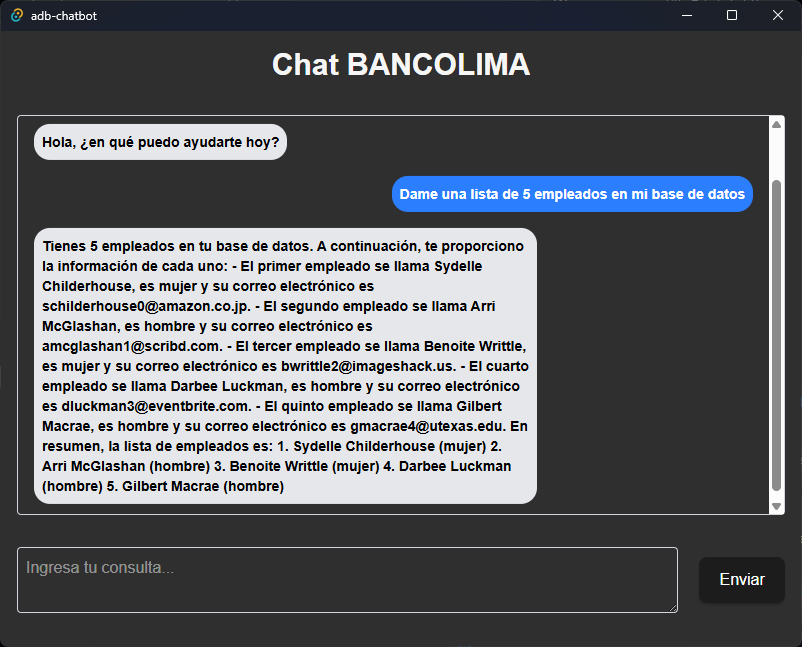 adb-chatbot
Chat BANCOLIMA
Hola, ¿en qué puedo ayudarte hoy?
Dame una lista de 5 empleados en mi base de datos
Tienes 5 empleados en tu base de datos. A continuación, te proporciono
la información de cada uno: - El primer empleado se llama Sydelle
Childerhouse, es mujer y su correo electrónico es
schilderhouse0@amazon.co.jp. - El segundo empleado se llama Arri
McGlashan, es hombre y su correo electrónico es
amcglashan1@scribd.com. - El tercer empleado se llama Benoite Writtle,
es mujer y su correo electrónico es bwrittle2@imageshack.us. - El cuarto
empleado se llama Darbee Luckman, es hombre y su correo electrónico
es dluckman3@eventbrite.com. - El quinto empleado se llama Gilbert
Macrae, es hombre y su correo electrónico es gmacrae4@utexas.edu. En
resumen, la lista de empleados es: 1. Sydelle Childerhouse (mujer) 2.
Arri McGlashan (hombre) 3. Benoite Writtle (mujer) 4. Darbee Luckman
(hombre) 5. Gilbert Macrae (hombre)
Ingresa tu consulta...
Enviar